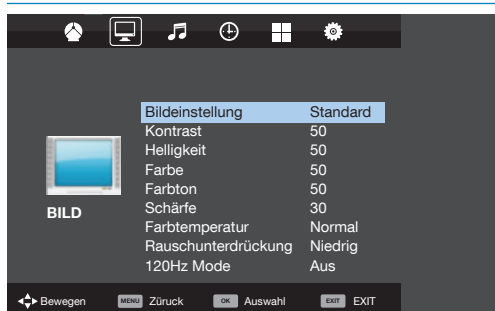 Bildeinstellung Standard
Kontrast 50
Helligkeit 50
Farbe 50
Farbton 50
Schärfe 30
Farbtemperatur Normal
Rauschunterdrückung Niedrig
120Hz Mode Aus
BILD
Bewegen MENU Züruck OK Auswahl EXIT EXIT